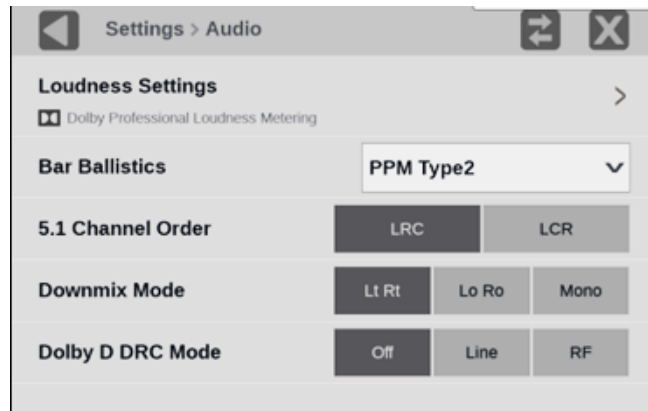 Settings > Audio
Loudness Settings
Dolby Professional Loudness Metering
Bar Ballistics PPM Type2
5.1 Channel Order LRC LCR
Downmix Mode Lt Rt Lo Ro Mono
Dolby D DRC Mode Off Line RF